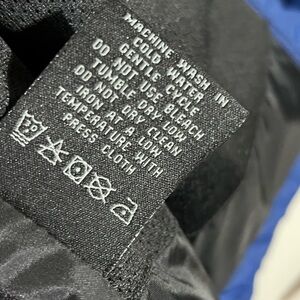 MACHINE WASH IN
COLD WATER
GENTLE CYCLE
DO NOT USE BLEACH
TUMBLE DRY LOW
DO NOT DRY CLEAN
IRON AT A LOW
TEMPERATURE WITH
PRESS CLOTH